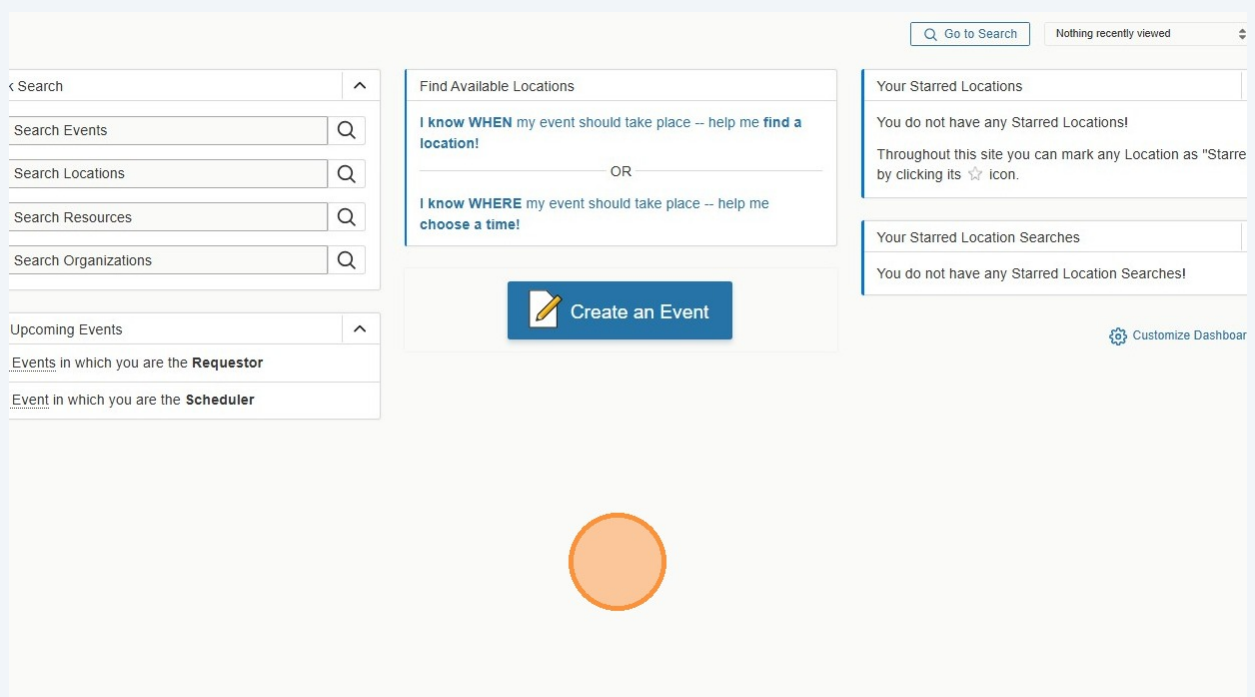 Go to Search
Nothing recently viewed
Search
Search Events
Search Locations
Search Resources
Search Organizations
Upcoming Events
Events in which you are the Requestor
Event in which you are the Scheduler
Find Available Locations
I know WHEN my event should take place -- help me find a
location!
OR
I know WHERE my event should take place -- help me
choose a time!
Create an Event
Your Starred Locations
You do not have any Starred Locations!
Throughout this site you can mark any Location as "Starre
by clicking its ☆ icon.
Your Starred Location Searches
You do not have any Starred Location Searches!
Customize Dashboar